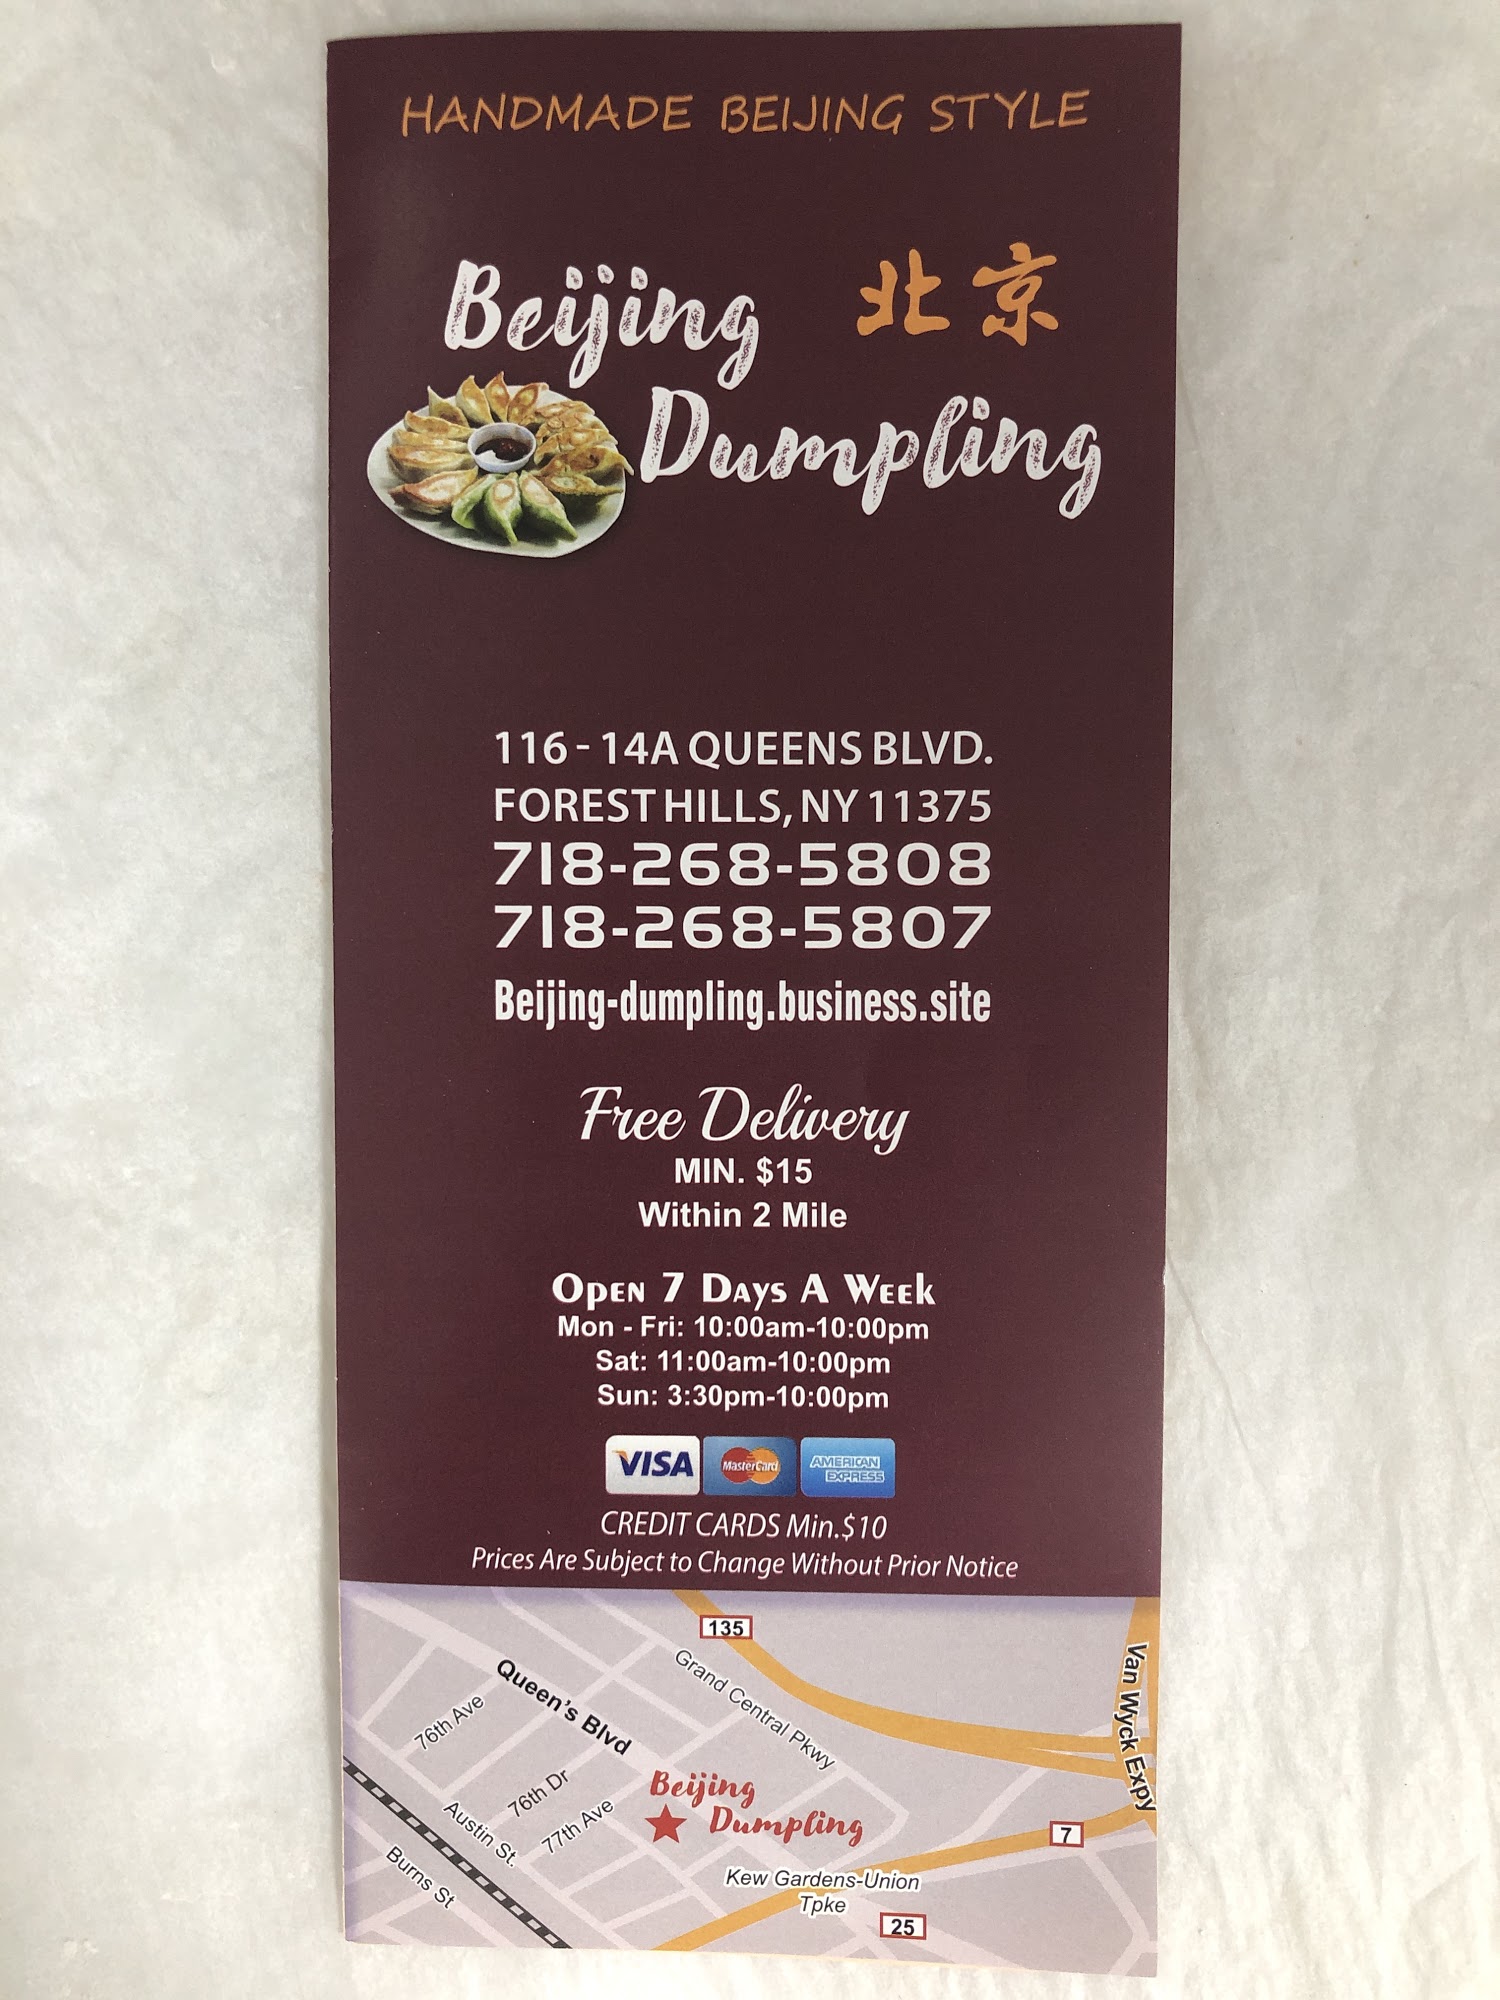 HANDMADE BEIJING STYLE
Beijing 北京
Dumpling
116-14A QUEENS BLVD.
FOREST HILLS, NY 11375
718-268-5808
718-268-5807
Beijing-dumpling.business.site
Free Delivery
MIN. $15
Within 2 Mile
OPEN 7 DAYS A WEEK
Mon - Fri: 10:00am-10:00pm
Sat: 11:00am-10:00pm
Sun: 3:30pm-10:00pm
VISA MasterCard AMERICAN
EXPRESS
CREDIT CARDS Min.$10
Prices Are Subject to Change Without Prior Notice
135
Grand Central Pkwy
Van Wyck Expy
Queen's Blvd
76th Ave
76th Dr
77th Ave
Austin St.
Burns St
Beijing
Dumpling
7
Kew Gardens-Union
Tpke
25